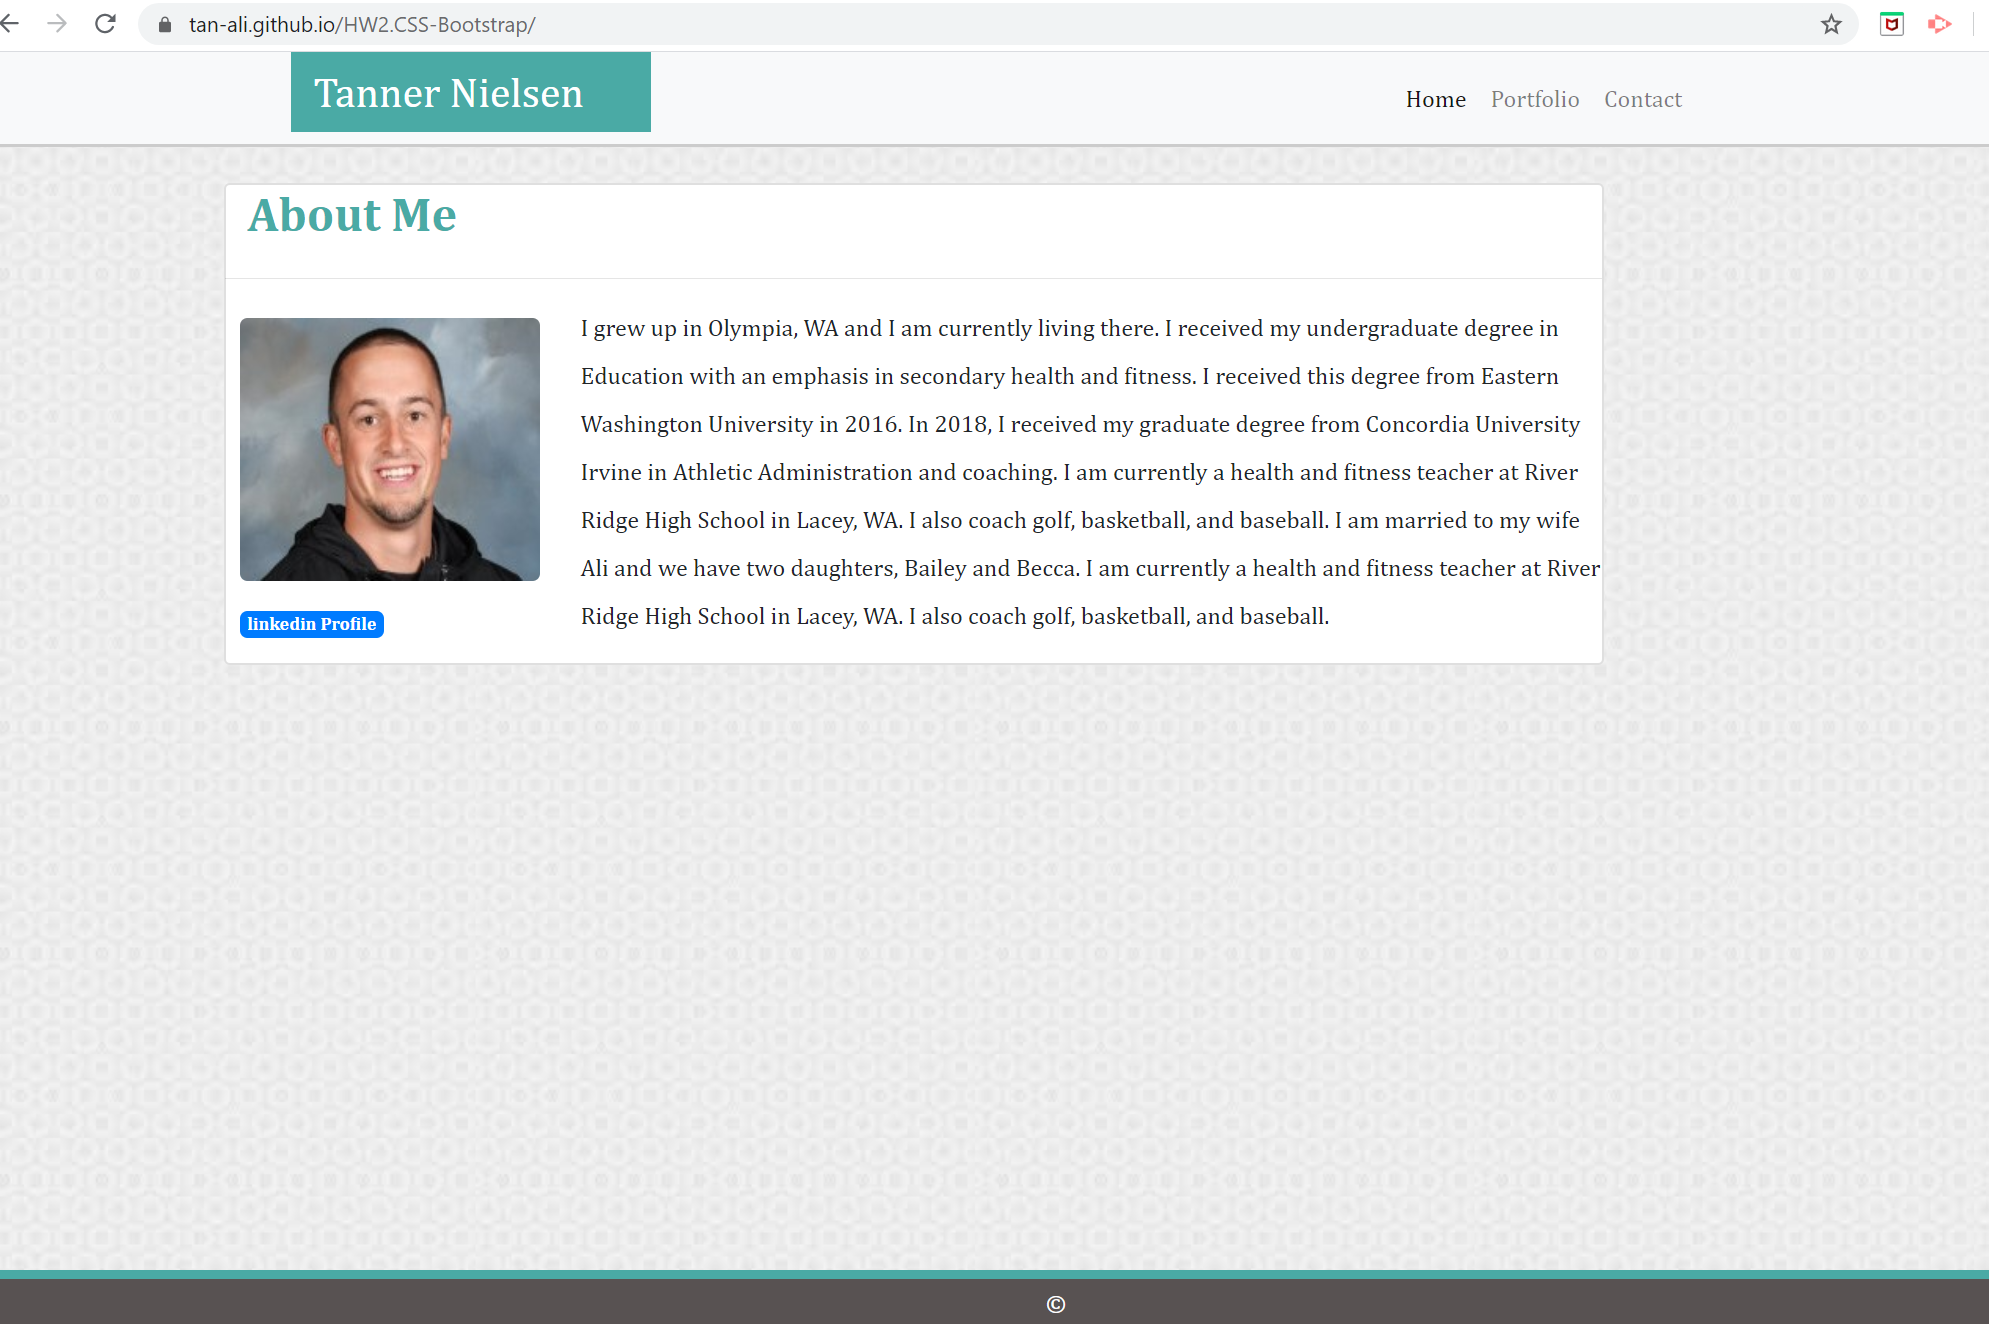 tan-ali.github.io/HW2.CSS-Bootstrap/
Tanner Nielsen
Home Portfolio Contact
About Me
I grew up in Olympia, WA and I am currently living there. I received my undergraduate degree in
Education with an emphasis in secondary health and fitness. I received this degree from Eastern
Washington University in 2016. In 2018, I received my graduate degree from Concordia University
Irvine in Athletic Administration and coaching. I am currently a health and fitness teacher at River
Ridge High School in Lacey, WA. I also coach golf, basketball, and baseball. I am married to my wife
Ali and we have two daughters, Bailey and Becca. I am currently a health and fitness teacher at River
Ridge High School in Lacey, WA. I also coach golf, basketball, and baseball.
linkedin Profile
©